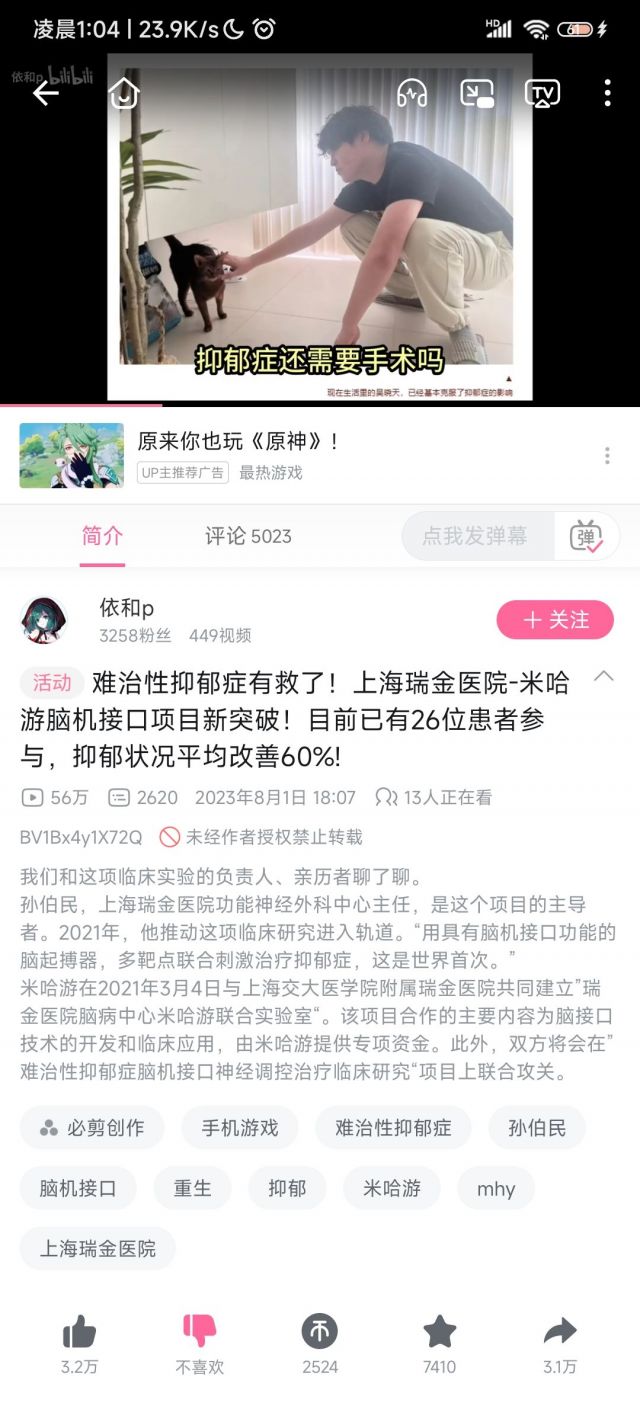 凌晨1:04 | 23.9K/s
HD
61
依和p bilibili
TV
抑郁症还需要手术吗
现在生活里的吴晓天，已经基本克服了抑郁症的影响
原来你也玩《原神》！
UP主推荐广告 最热游戏
简介 评论 5023 点我发弹幕 弹
依和p
3258粉丝 449视频 + 关注
活动 难治性抑郁症有救了！上海瑞金医院-米哈
游脑机接口项目新突破！目前已有26位患者参
与，抑郁状况平均改善60%!
56万 2620 2023年8月1日 18:07 13人正在看
BV1Bx4y1X72Q 未经作者授权禁止转载
我们和这项临床实验的负责人、亲历者聊了聊。
孙伯民，上海瑞金医院功能神经外科中心主任，是这个项目的主导
者。2021年，他推动这项临床研究进入轨道。“用具有脑机接口功能的
脑起搏器，多靶点联合刺激治疗抑郁症，这是世界首次。”
米哈游在2021年3月4日与上海交大医学院附属瑞金医院共同建立”瑞
金医院脑病中心米哈游联合实验室“。该项目合作的主要内容为脑接口
技术的开发和临床应用，由米哈游提供专项资金。此外，双方将会在”
难治性抑郁症脑机接口神经调控治疗临床研究“项目上联合攻关。
必剪创作 手机游戏 难治性抑郁症 孙伯民
脑机接口 重生 抑郁 米哈游 mhy
上海瑞金医院
3.2万 不喜欢 2524 7410 3.1万